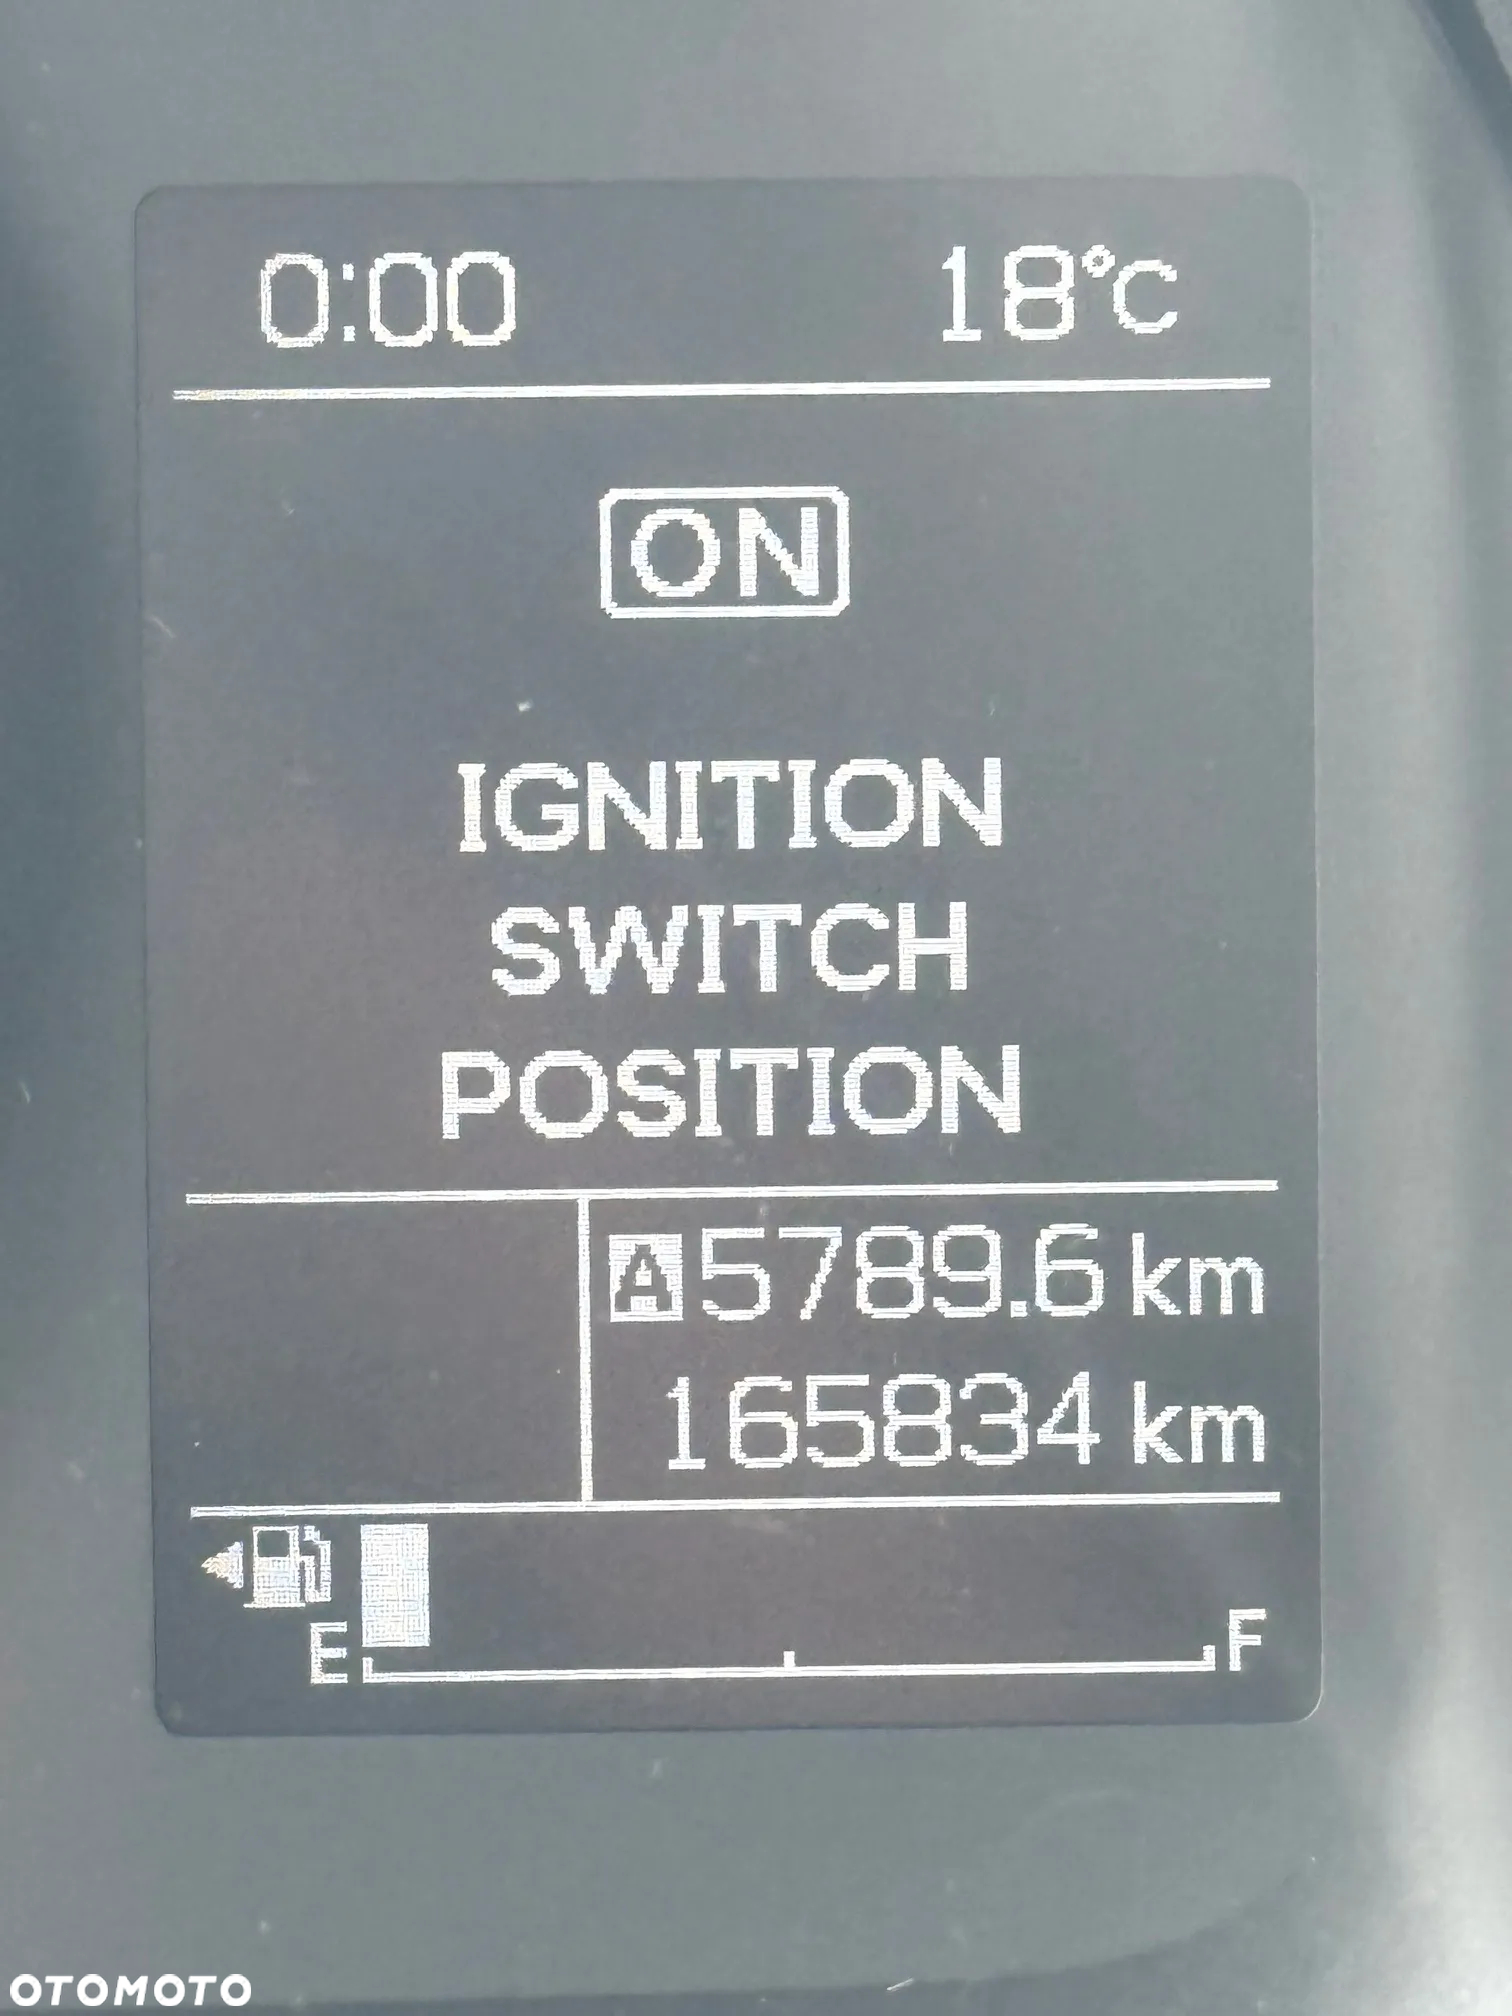 0:00 18°C
ON
IGNITION
SWITCH
POSITION
A 5789.6 km
165834 km
E F
OTOMOTO